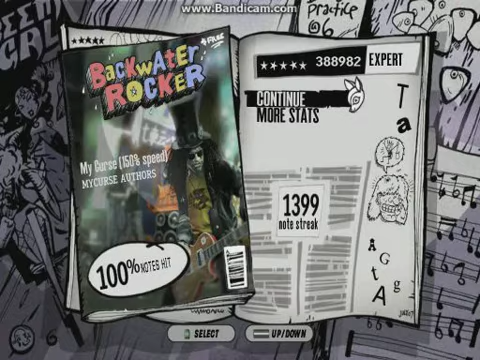 www.Bandicam.com
practice
BACKWATER
ROCKER
388982 EXPERT
CONTINUE
MORE STATS
My Curse (150% speed)
MYCURSE AUTHORS
1399
note streak
100% NOTES HIT
SELECT
UP/DOWN